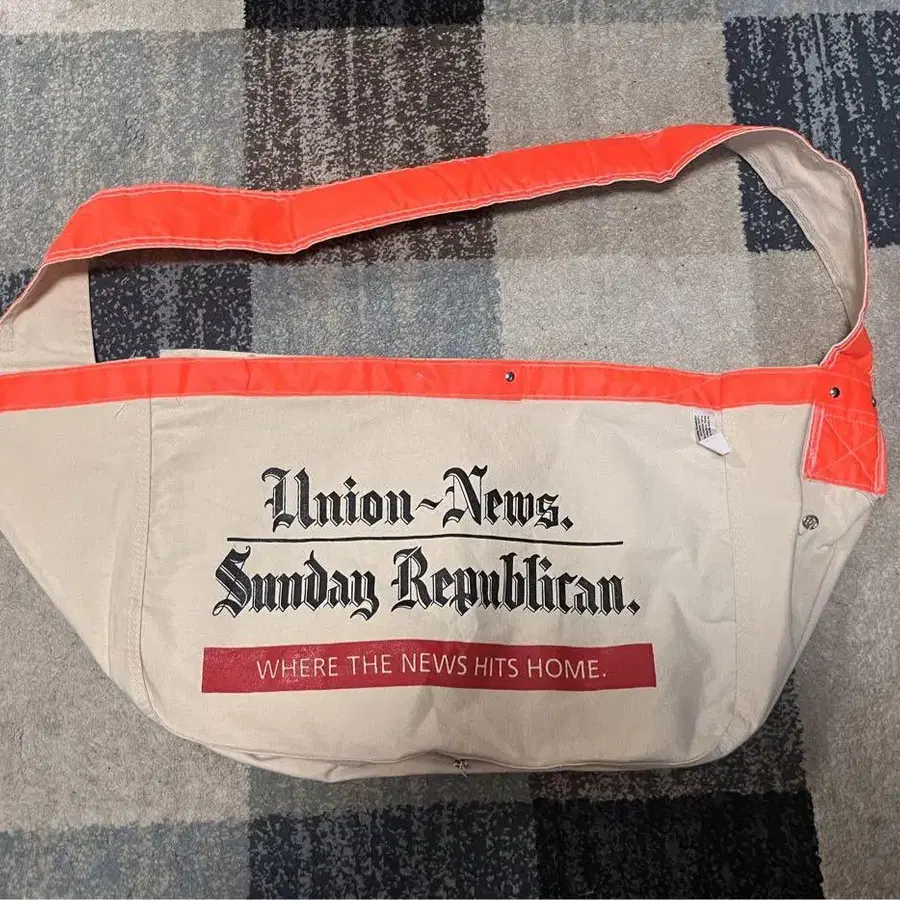 Union-News.
Sunday Republican.
WHERE THE NEWS HITS HOME.